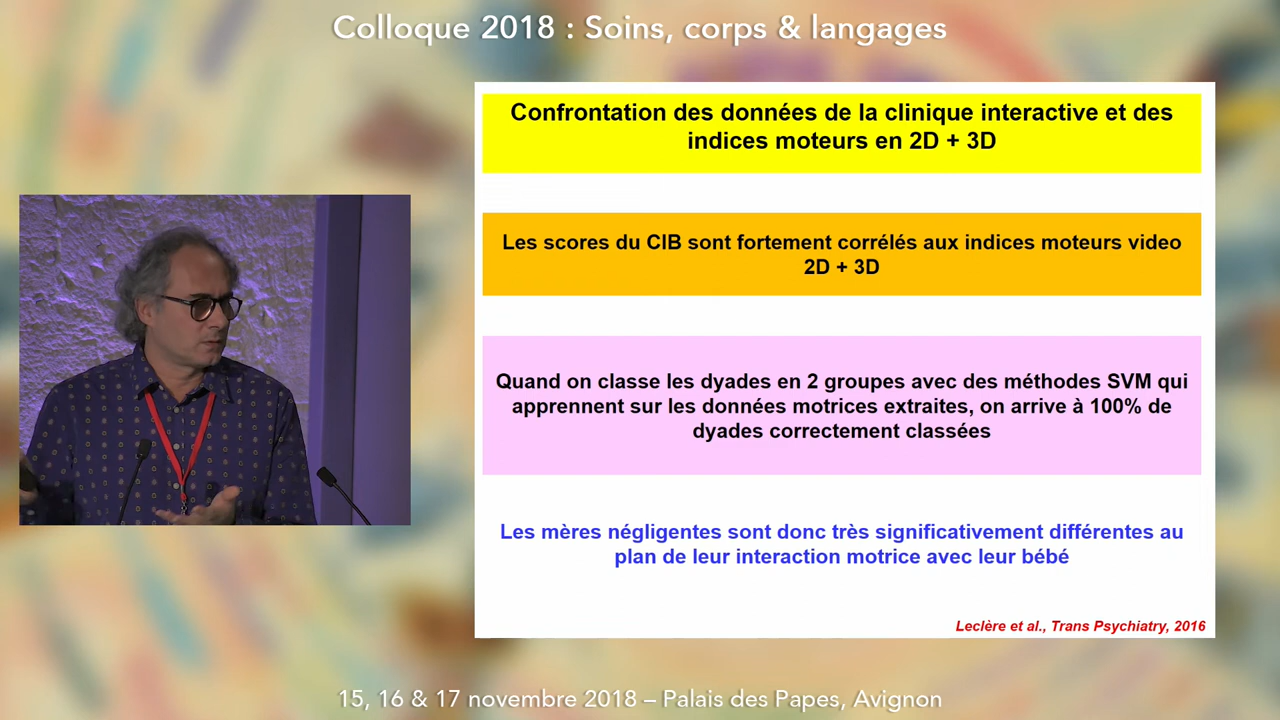 Colloque 2018 : Soins, corps & langages
Confrontation des données de la clinique interactive et des
indices moteurs en 2D + 3D
Les scores du CIB sont fortement corrélés aux indices moteurs video
2D + 3D
Quand on classe les dyades en 2 groupes avec des méthodes SVM qui
apprennent sur les données motrices extraites, on arrive à 100% de
dyades correctement classées
Les mères négligentes sont donc très significativement différentes au
plan de leur interaction motrice avec leur bébé
Leclère et al., Trans Psychiatry, 2016
15, 16 & 17 novembre 2018 – Palais des Papes, Avignon